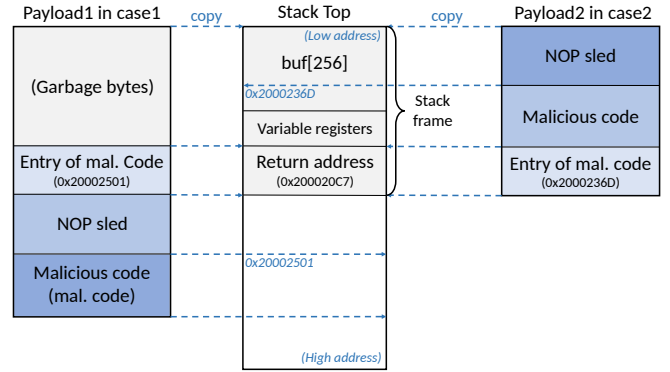 Payload1 in case1
copy
Stack Top
copy
Payload2 in case2
(Garbage bytes)
Entry of mal. Code
(0x20002501)
NOP sled
Malicious code
(mal. code)
(Low address)
buf[256]
0x2000236D
Variable registers
Return address
(0x200020C7)
0x20002501
(High address)
Stack
frame
NOP sled
Malicious code
Entry of mal. code
(0x2000236D)